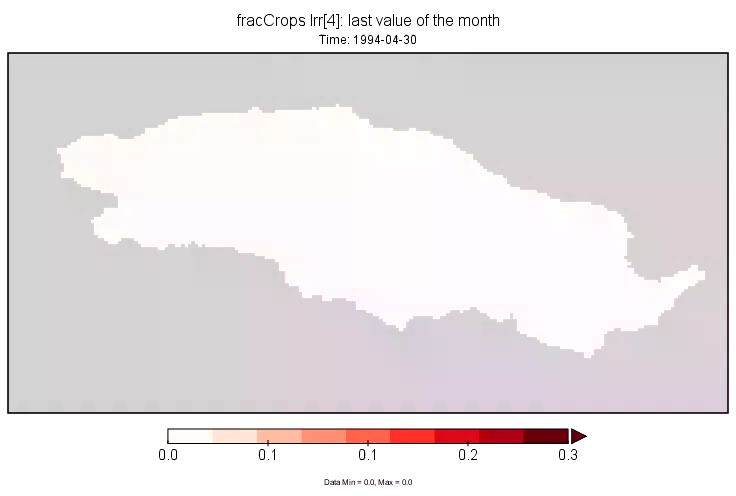 fracCrops Irr[4]: last value of the month
Time: 1994-04-30
0.0 0.1 0.1 0.2 0.3
Data Min = 0.0, Max = 0.0